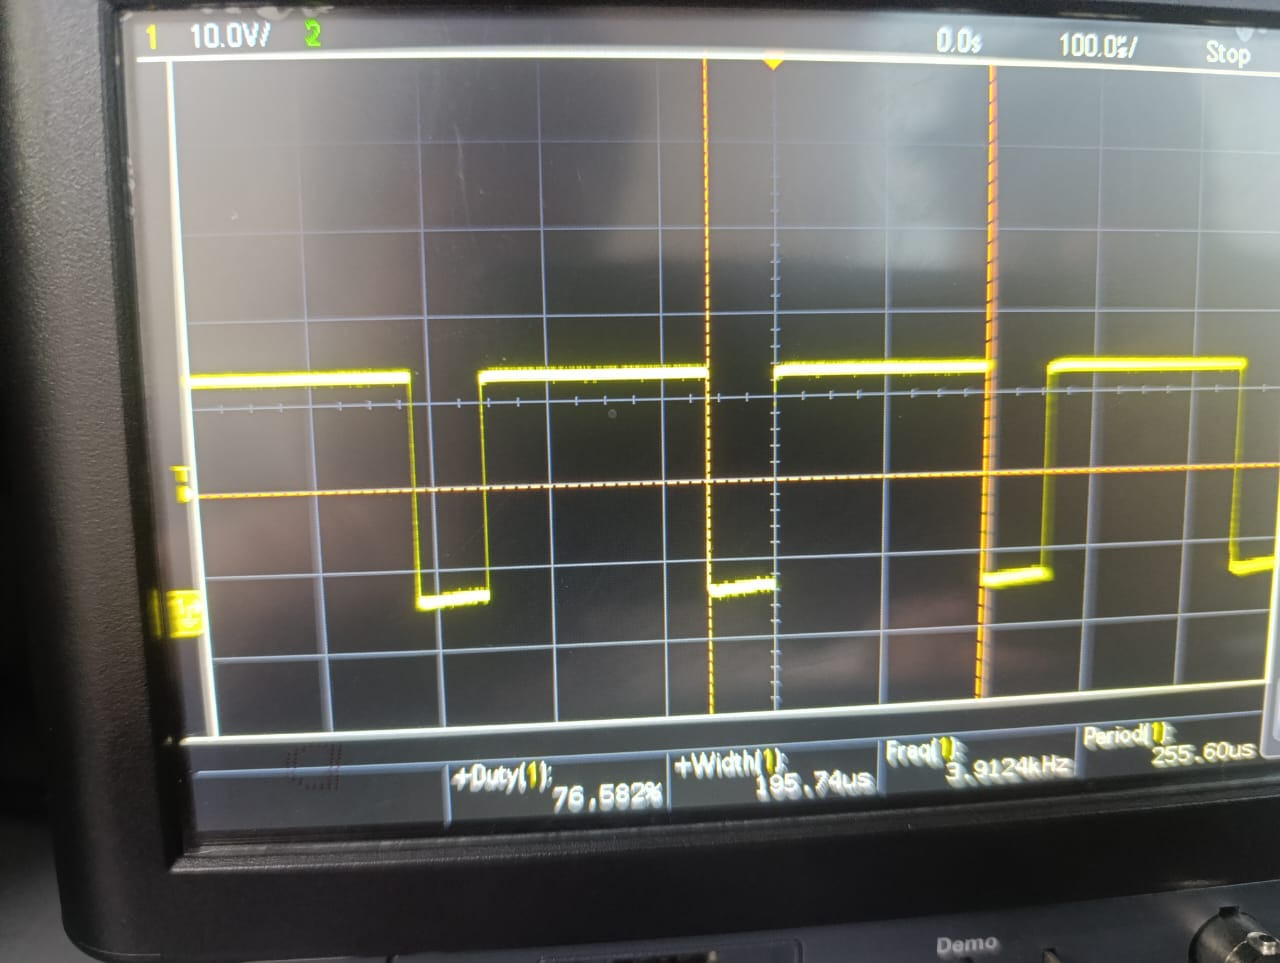 1 10.0V/ 2 0.0s 100.0us/ Stop
+Duty(1): +Width(1): Freq(1): Period(1):
76.582% 195.74us 3.9124kHz 255.60us
Demo